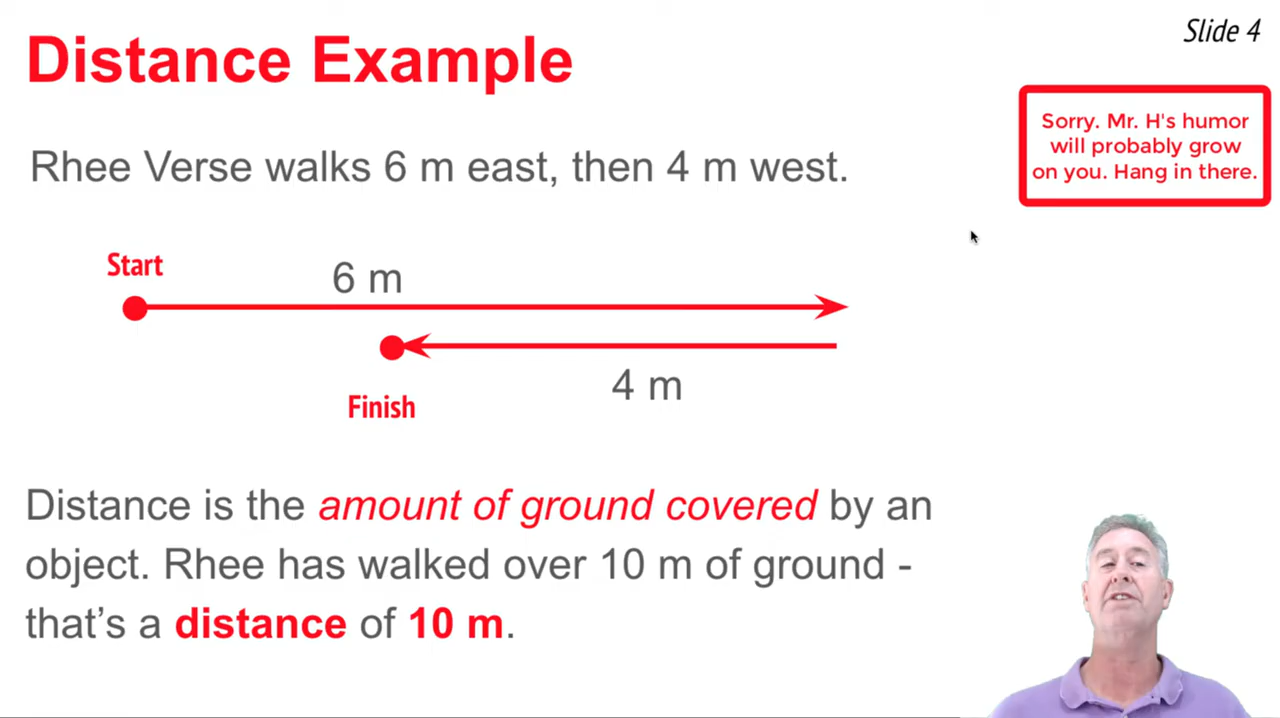 Slide 4
Distance Example
Sorry. Mr. H's humor
will probably grow
on you. Hang in there.
Rhee Verse walks 6 m east, then 4 m west.
Start
6 m
4 m
Finish
Distance is the amount of ground covered by an
object. Rhee has walked over 10 m of ground -
that’s a distance of 10 m.